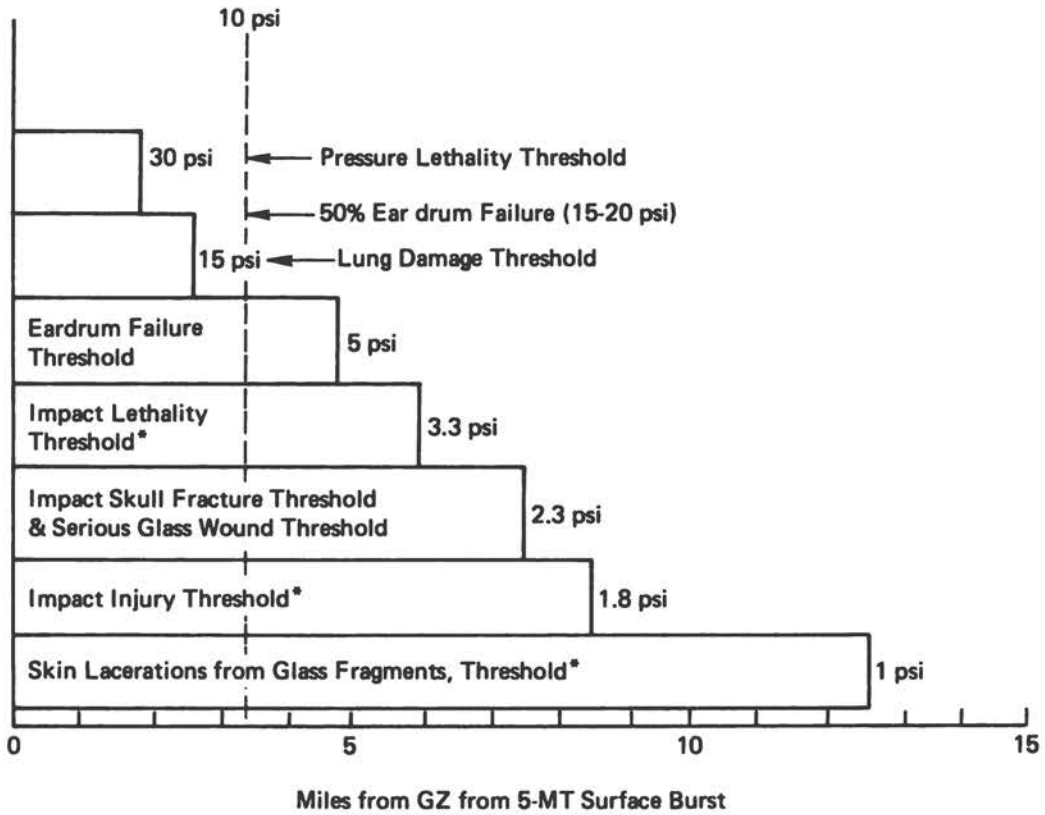 10 psi
30 psi
Pressure Lethality Threshold
50% Ear drum Failure (15-20 psi)
15 psi
Lung Damage Threshold
Eardrum Failure
Threshold
5 psi
Impact Lethality
Threshold*
3.3 psi
Impact Skull Fracture Threshold
& Serious Glass Wound Threshold
2.3 psi
Impact Injury Threshold*
1.8 psi
Skin Lacerations from Glass Fragments, Threshold*
1 psi
0 5 10 15
Miles from GZ from 5-MT Surface Burst